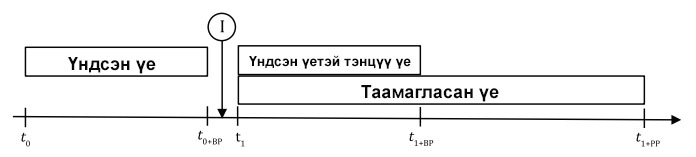 I
Үндсэн үе
Үндсэн үетэй тэнцүү үе
Таамагласан үе
t₀ t₀₊BP t₁ t₁₊BP t₁₊PP